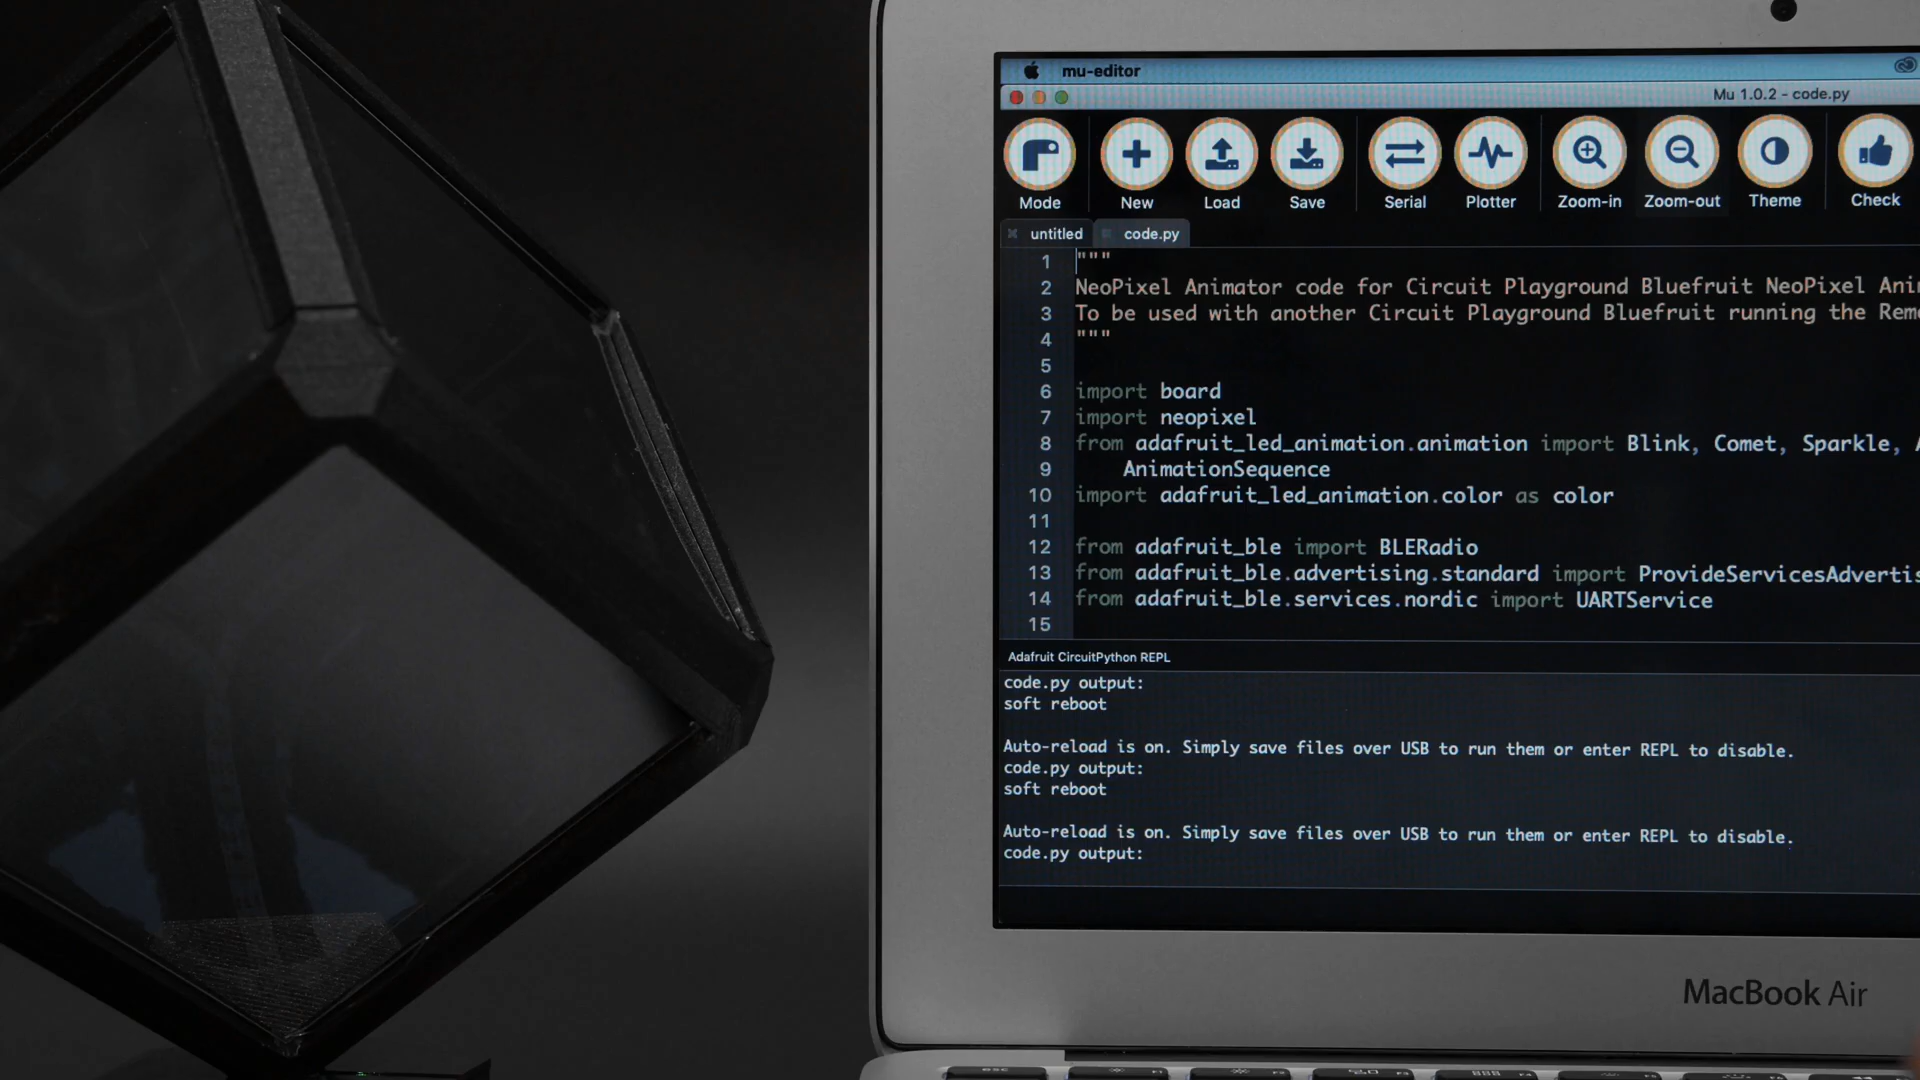 mu-editor
Mu 1.0.2 - code.py
Mode New Load Save Serial Plotter Zoom-in Zoom-out Theme Check
untitled code.py
1 """
2 NeoPixel Animator code for Circuit Playground Bluefruit NeoPixel
3 To be used with another Circuit Playground Bluefruit running the
4 """
5
6 import board
7 import neopixel
8 from adafruit_led_animation.animation import Blink, Comet, Sparkle,
9 AnimationSequence
10 import adafruit_led_animation.color as color
11
12 from adafruit_ble import BLERadio
13 from adafruit_ble.advertising.standard import ProvideServicesAdvertis
14 from adafruit_ble.services.nordic import UARTService
15
Adafruit CircuitPython REPL
code.py output:
soft reboot
Auto-reload is on. Simply save files over USB to run them or enter REPL to disable.
code.py output:
soft reboot
Auto-reload is on. Simply save files over USB to run them or enter REPL to disable.
code.py output:
MacBook Air
esc F1 F2 F3 F4